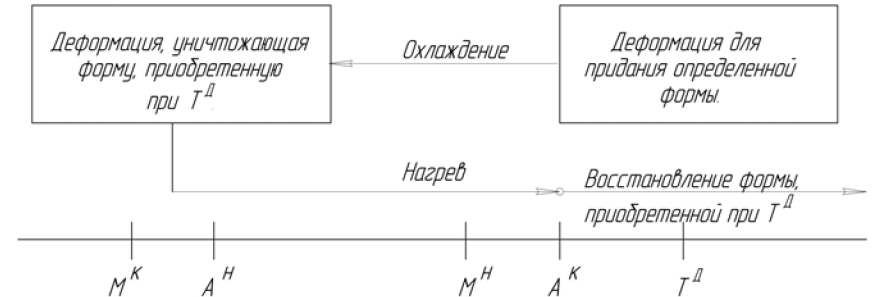 Деформация, уничтожающая
форму, приобретенную
при Т^Д.
Охлаждение
Деформация для
придания определенной
формы.
Нагрев
Восстановление формы,
приобретенной при Т^Д
М^К
А^Н
М^Н
А^К
Т^Д